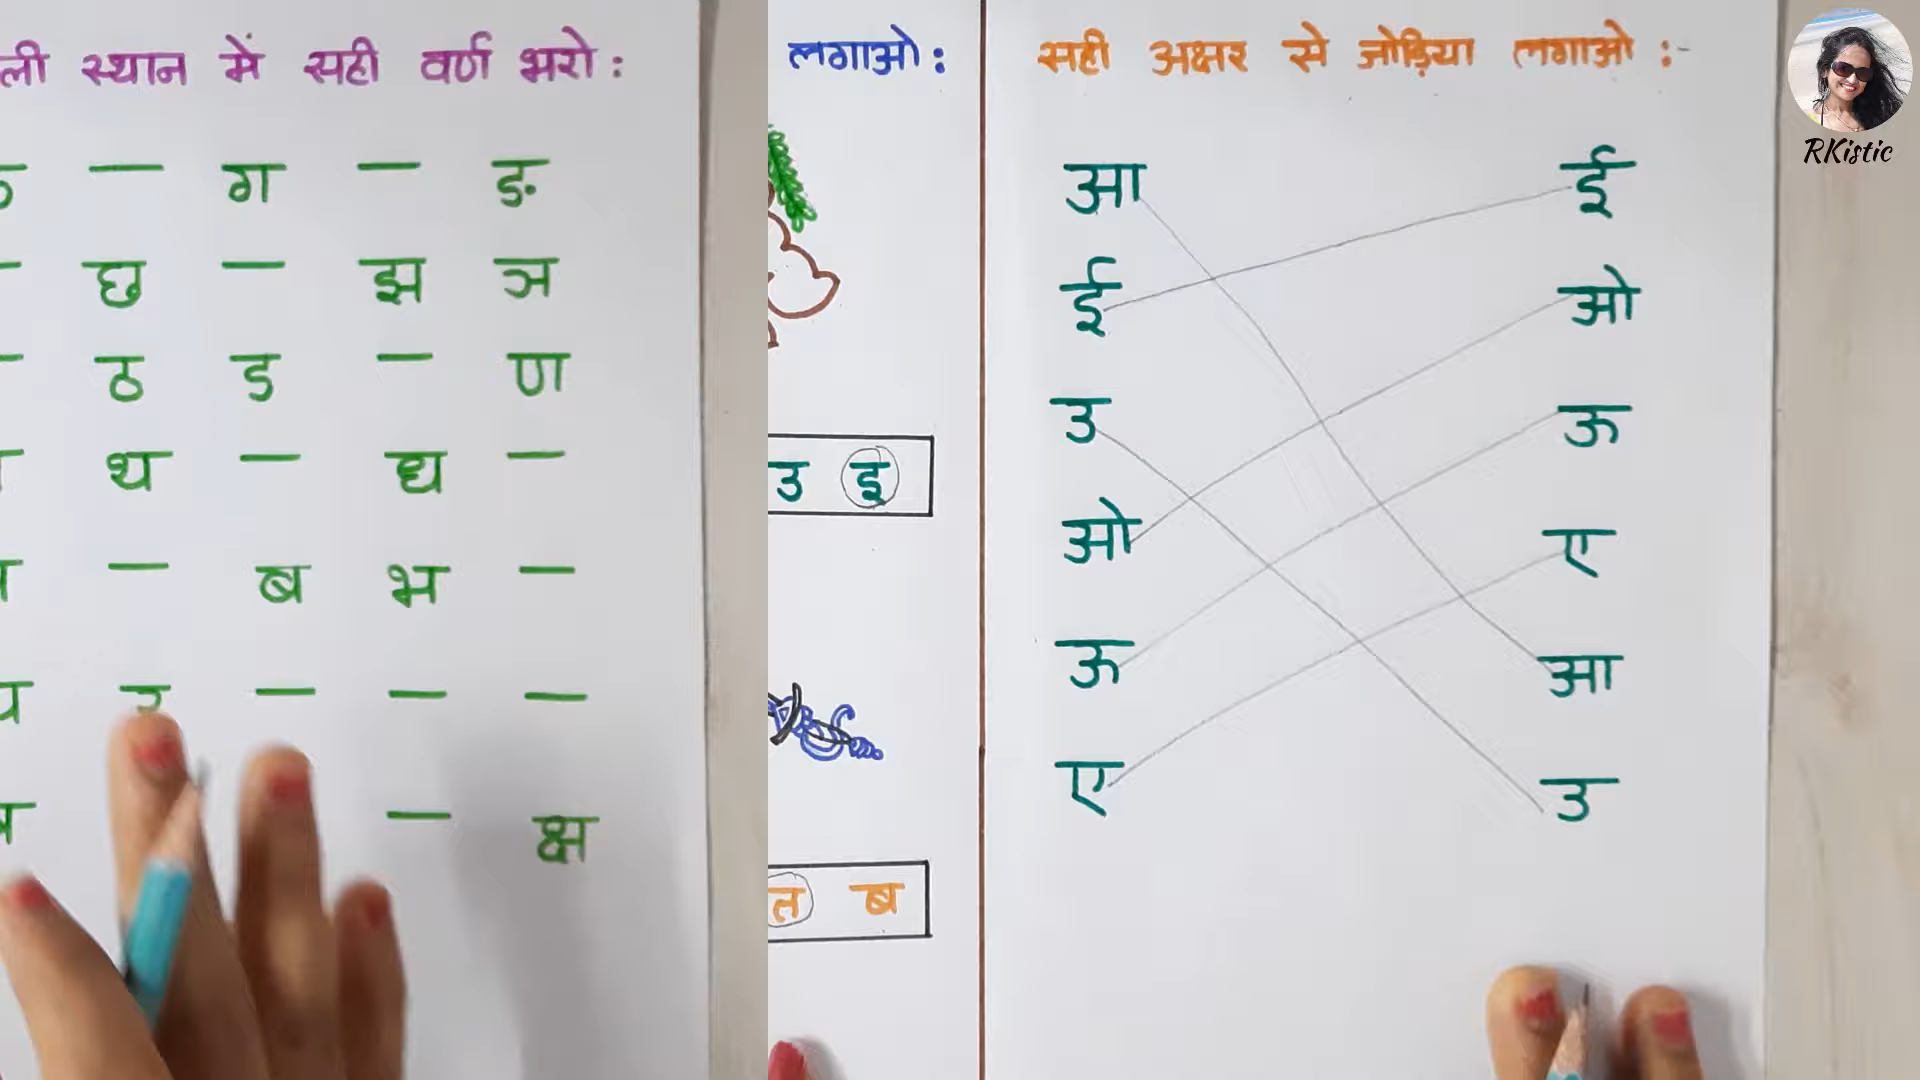 स्थान में सही वर्ण भरो :
— ग — ङ
— छ — झ ञ
— ठ ड — ण
थ — ध —
— ब भ —
य — — —
— क्ष
लगाओ :
उ इ
त ब
सही अक्षर से जोड़िया लगाओ :-
आ ई
ई ओ
उ ऊ
ओ ए
ऊ आ
ए उ
RKistic